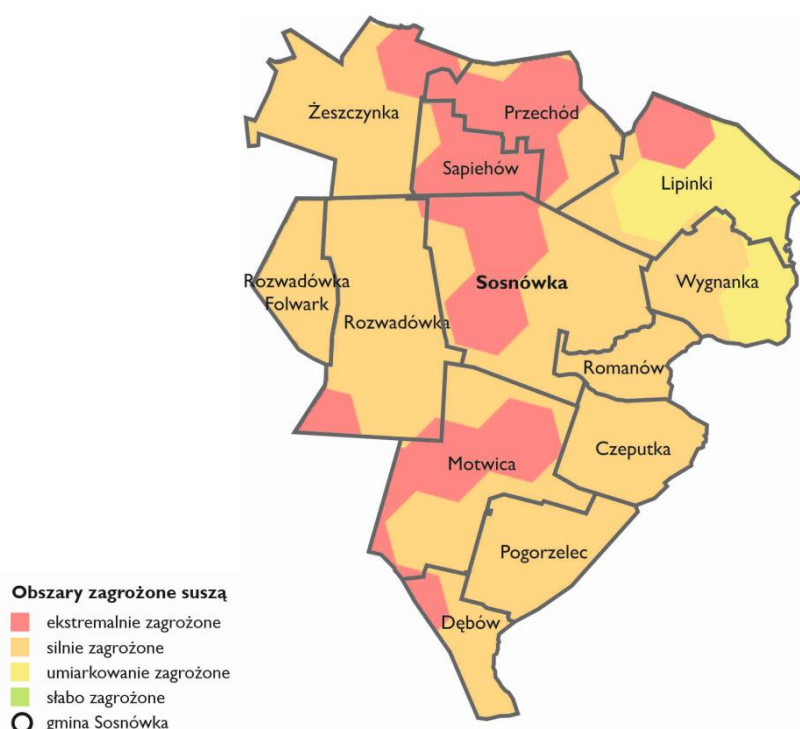 Żeszczynka
Przechód
Sapiehów
Lipinki
Rozwadówka
Folwark
Sosnówka
Wygnanka
Rozwadówka
Romanów
Czeputka
Motwica
Pogorzelec
Dębów
Obszary zagrożone suszą
ekstremalnie zagrożone
silnie zagrożone
umiarkowanie zagrożone
słabo zagrożone
gmina Sosnówka